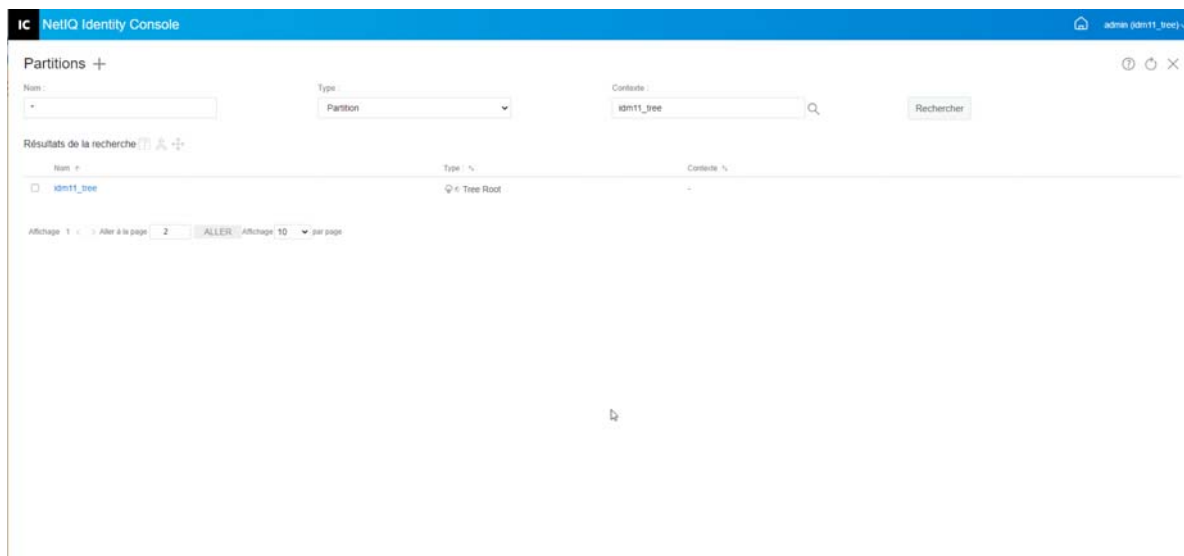 IC NetIQ Identity Console admin (idm11_tree)
Partitions +
Nom : Type : Contexte :
* Partition idm11_tree Rechercher
Résultats de la recherche
Nom Type : Contexte
idm11_tree Tree Root -
Affichage 1 < > Aller à la page 2 ALLER Affichage 10 par page